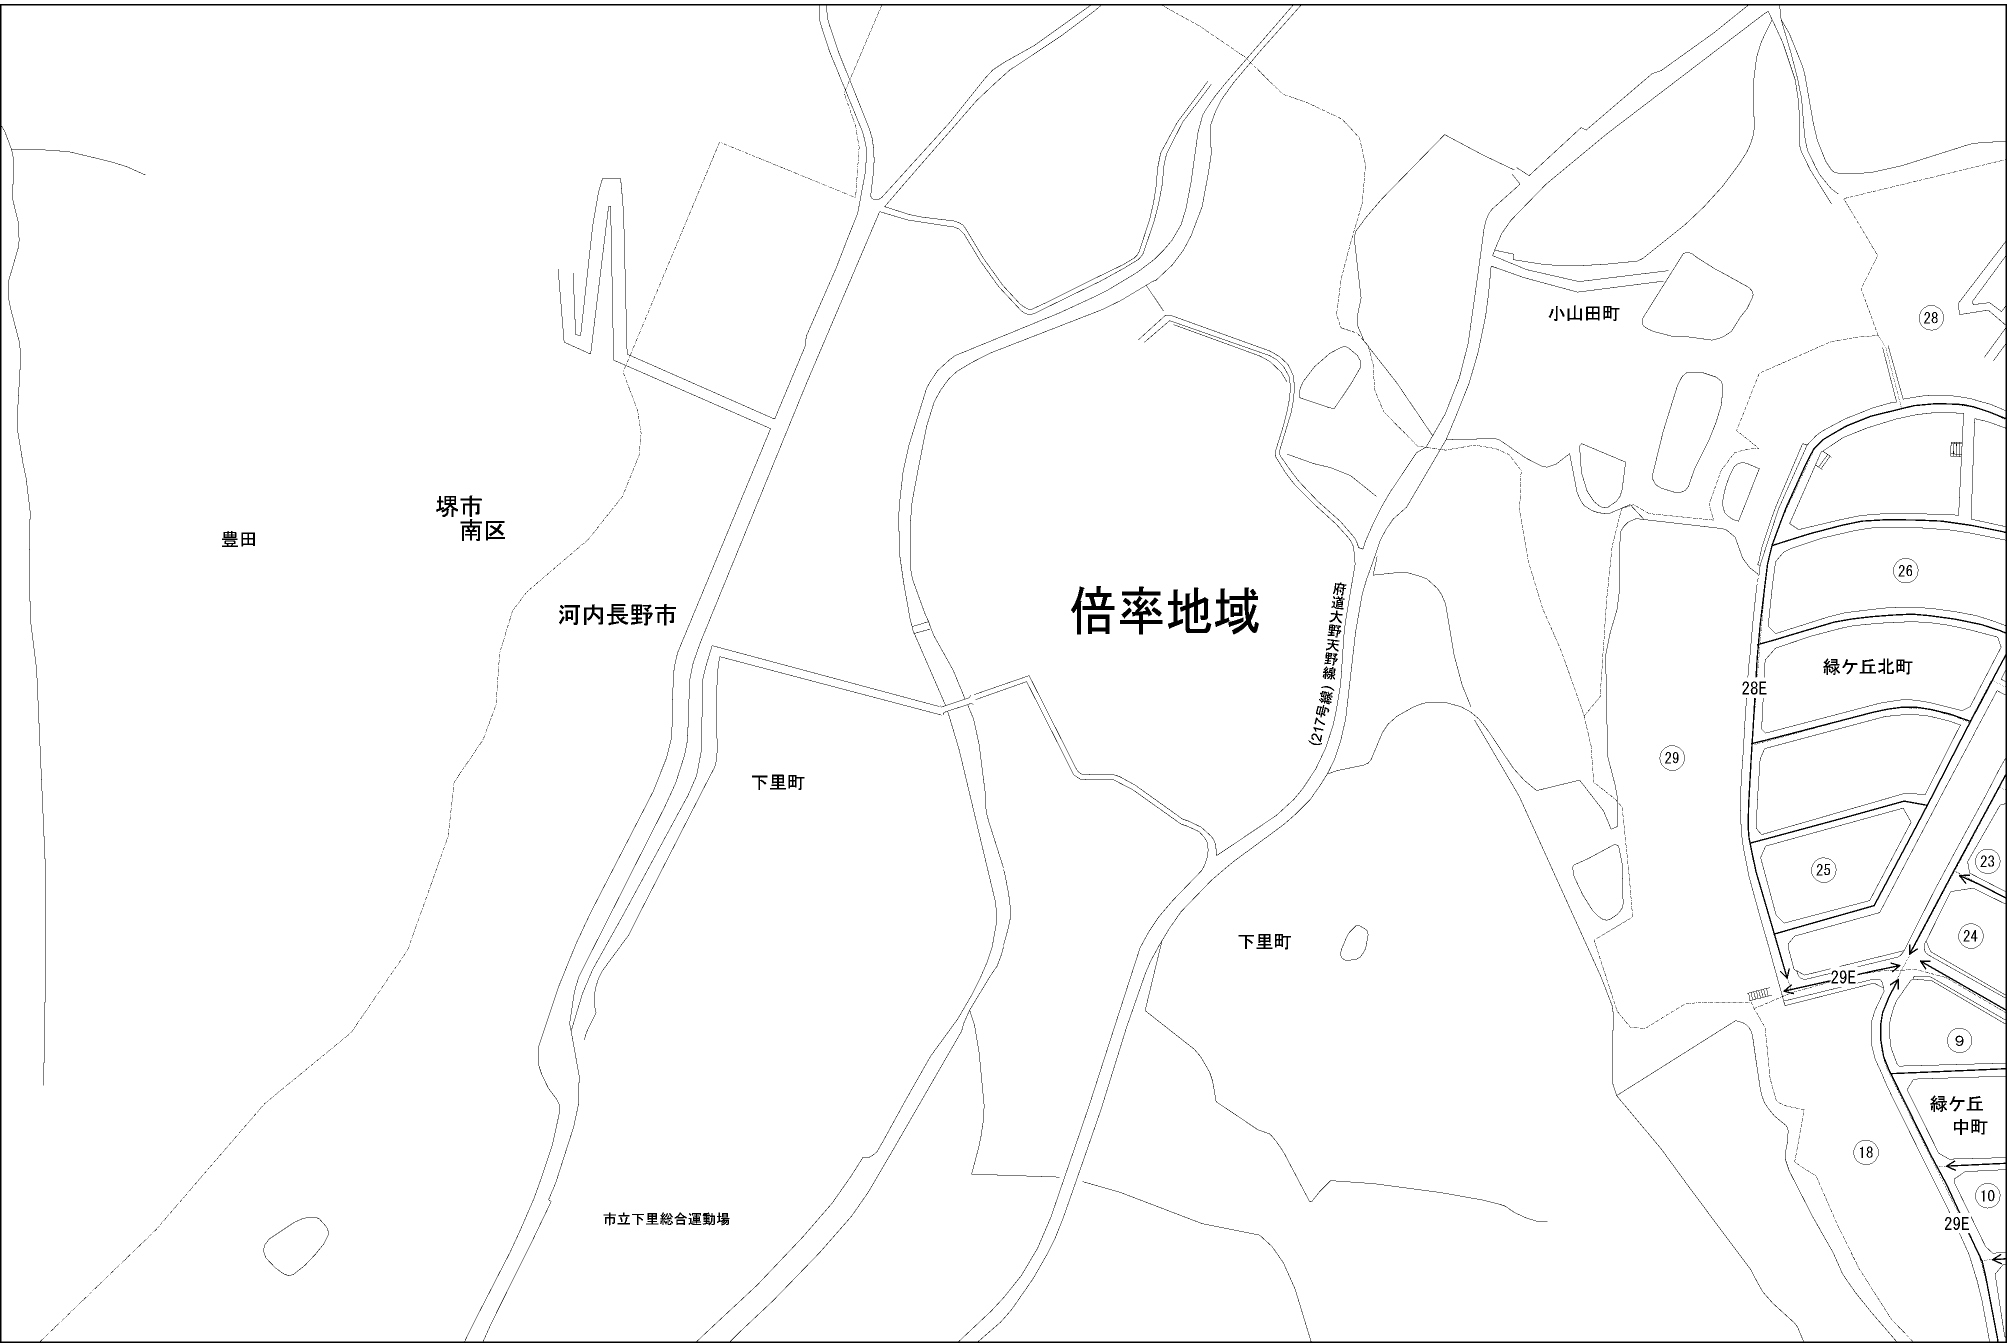 小山田町
28
堺市
南区
豊田
26
河内長野市
倍率地域
府道大野天野線(217号線)
緑ケ丘北町
28E
29
下里町
25
23
下里町
24
29E
9
緑ケ丘
中町
18
10
市立下里総合運動場
29E